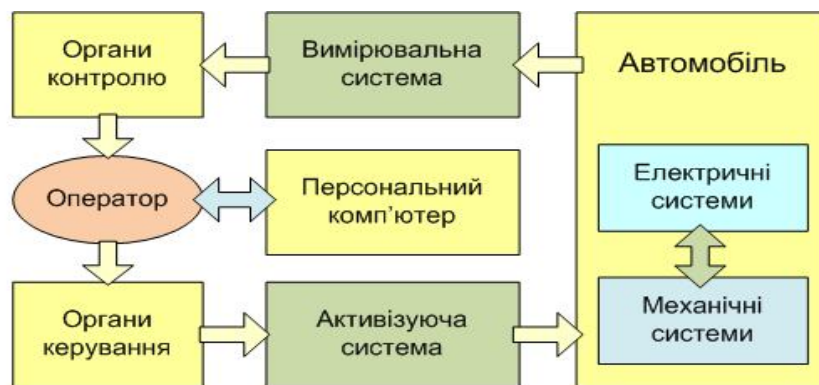 Органи
контролю
Вимірювальна
система
Автомобіль
Оператор
Персональний
комп’ютер
Електричні
системи
Органи
керування
Активізуюча
система
Механічні
системи